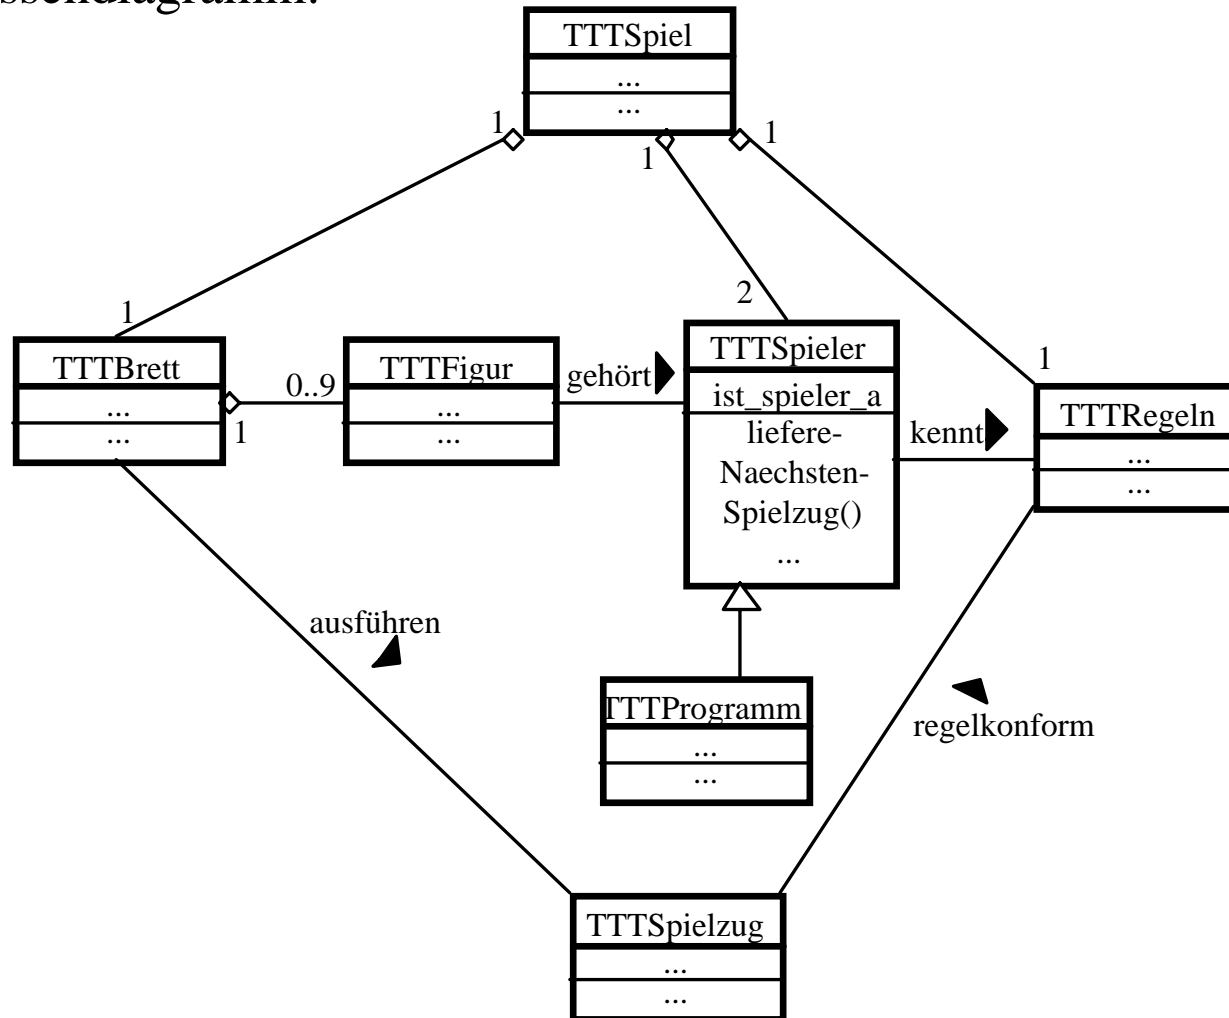 ssendiagramm:
TTTSpiel
...
...
1
1
1
1
2
1
TTTBrett
...
...
1
0..9
TTTFigur
...
...
gehört
TTTSpieler
ist_spieler_a
liefere-
Naechsten-
Spielzug()
...
kennt
TTTRegeln
...
...
ausführen
TTTProgramm
...
...
regelkonform
TTTSpielzug
...
...